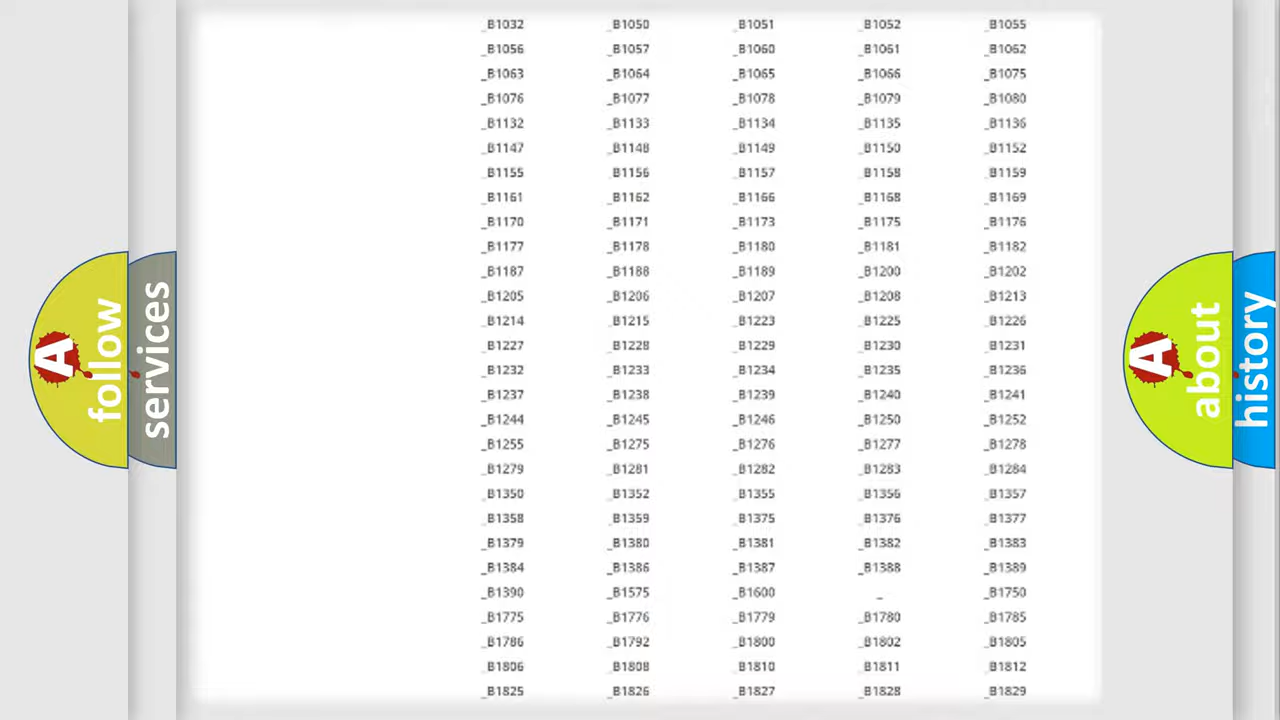 _B1032 _B1050 _B1051 _B1052 _B1055
_B1056 _B1057 _B1060 _B1061 _B1062
_B1063 _B1064 _B1065 _B1066 _B1075
_B1076 _B1077 _B1078 _B1079 _B1080
_B1132 _B1133 _B1134 _B1135 _B1136
_B1147 _B1148 _B1149 _B1150 _B1152
_B1155 _B1156 _B1157 _B1158 _B1159
_B1161 _B1162 _B1166 _B1168 _B1169
_B1170 _B1171 _B1173 _B1175 _B1176
_B1177 _B1178 _B1180 _B1181 _B1182
_B1187 _B1188 _B1189 _B1200 _B1202
_B1205 _B1206 _B1207 _B1208 _B1213
_B1214 _B1215 _B1223 _B1225 _B1226
_B1227 _B1228 _B1229 _B1230 _B1231
_B1232 _B1233 _B1234 _B1235 _B1236
_B1237 _B1238 _B1239 _B1240 _B1241
_B1244 _B1245 _B1246 _B1250 _B1252
_B1255 _B1275 _B1276 _B1277 _B1278
_B1279 _B1281 _B1282 _B1283 _B1284
_B1350 _B1352 _B1355 _B1356 _B1357
_B1358 _B1359 _B1375 _B1376 _B1377
_B1379 _B1380 _B1381 _B1382 _B1383
_B1384 _B1386 _B1387 _B1388 _B1389
_B1390 _B1575 _B1600 _ _B1750
_B1775 _B1776 _B1779 _B1780 _B1785
_B1786 _B1792 _B1800 _B1802 _B1805
_B1806 _B1808 _B1810 _B1811 _B1812
_B1825 _B1826 _B1827 _B1828 _B1829
A follow
services
A about
history